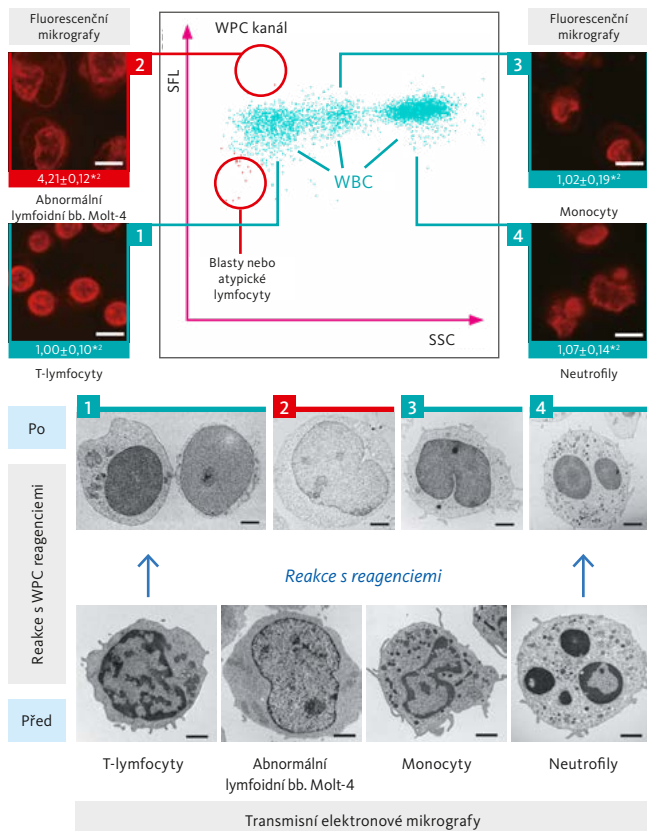 Fluorescenční
mikrografy
2
4,21±0,12*²
Abnormální
lymfoidní bb. Molt-4
1
1,00±0,10*²
T-lymfocyty
WPC kanál
SFL
WBC
Blasty nebo
atypické
lymfocyty
SSC
Fluorescenční
mikrografy
3
1,02±0,19*²
Monocyty
4
1,07±0,14*²
Neutrofily
Po
1
2
3
4
Reakce s WPC reagenciemi
Reakce s reagenciemi
Před
T-lymfocyty
Abnormální
lymfoidní bb. Molt-4
Monocyty
Neutrofily
Transmisní elektronové mikrografy